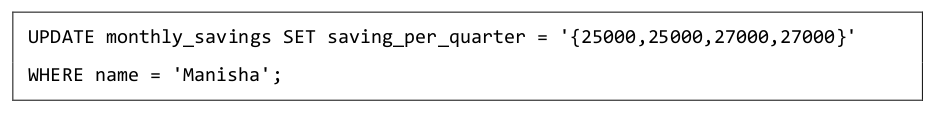 UPDATE monthly_savings SET saving_per_quarter = '{25000,25000,27000,27000}'
WHERE name = 'Manisha';